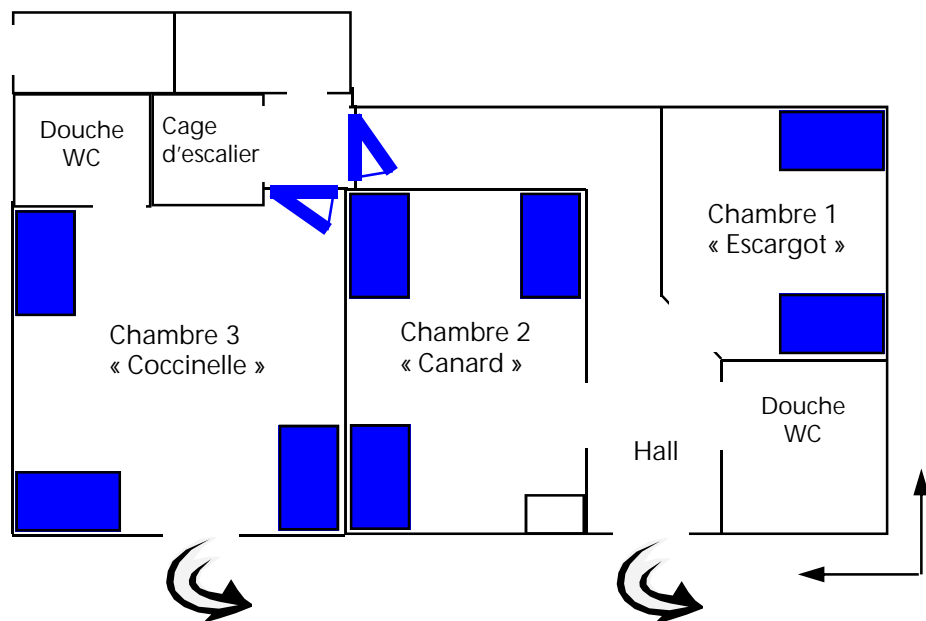 Douche
WC
Cage
d'escalier
Chambre 1
« Escargot »
Chambre 3
« Coccinelle »
Chambre 2
« Canard »
Douche
WC
Hall